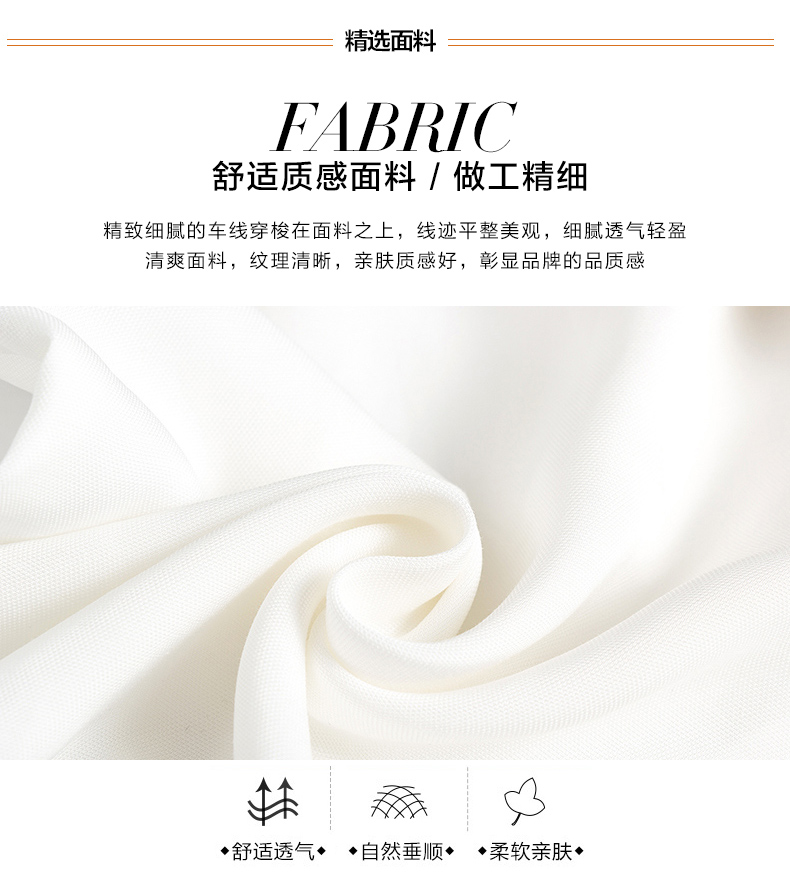 精选面料
FABRIC
舒适质感面料 / 做工精细
精致细腻的车线穿梭在面料之上，线迹平整美观，细腻透气轻盈
清爽面料，纹理清晰，亲肤质感好，彰显品牌的品质感
◆舒适透气◆ ◆自然垂顺◆ ◆柔软亲肤◆